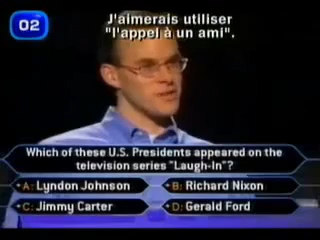 02
J'aimerais utiliser
"l'appel à un ami".
Which of these U.S. Presidents appeared on the
television series "Laugh-In"?
A: Lyndon Johnson
B: Richard Nixon
C: Jimmy Carter
D: Gerald Ford